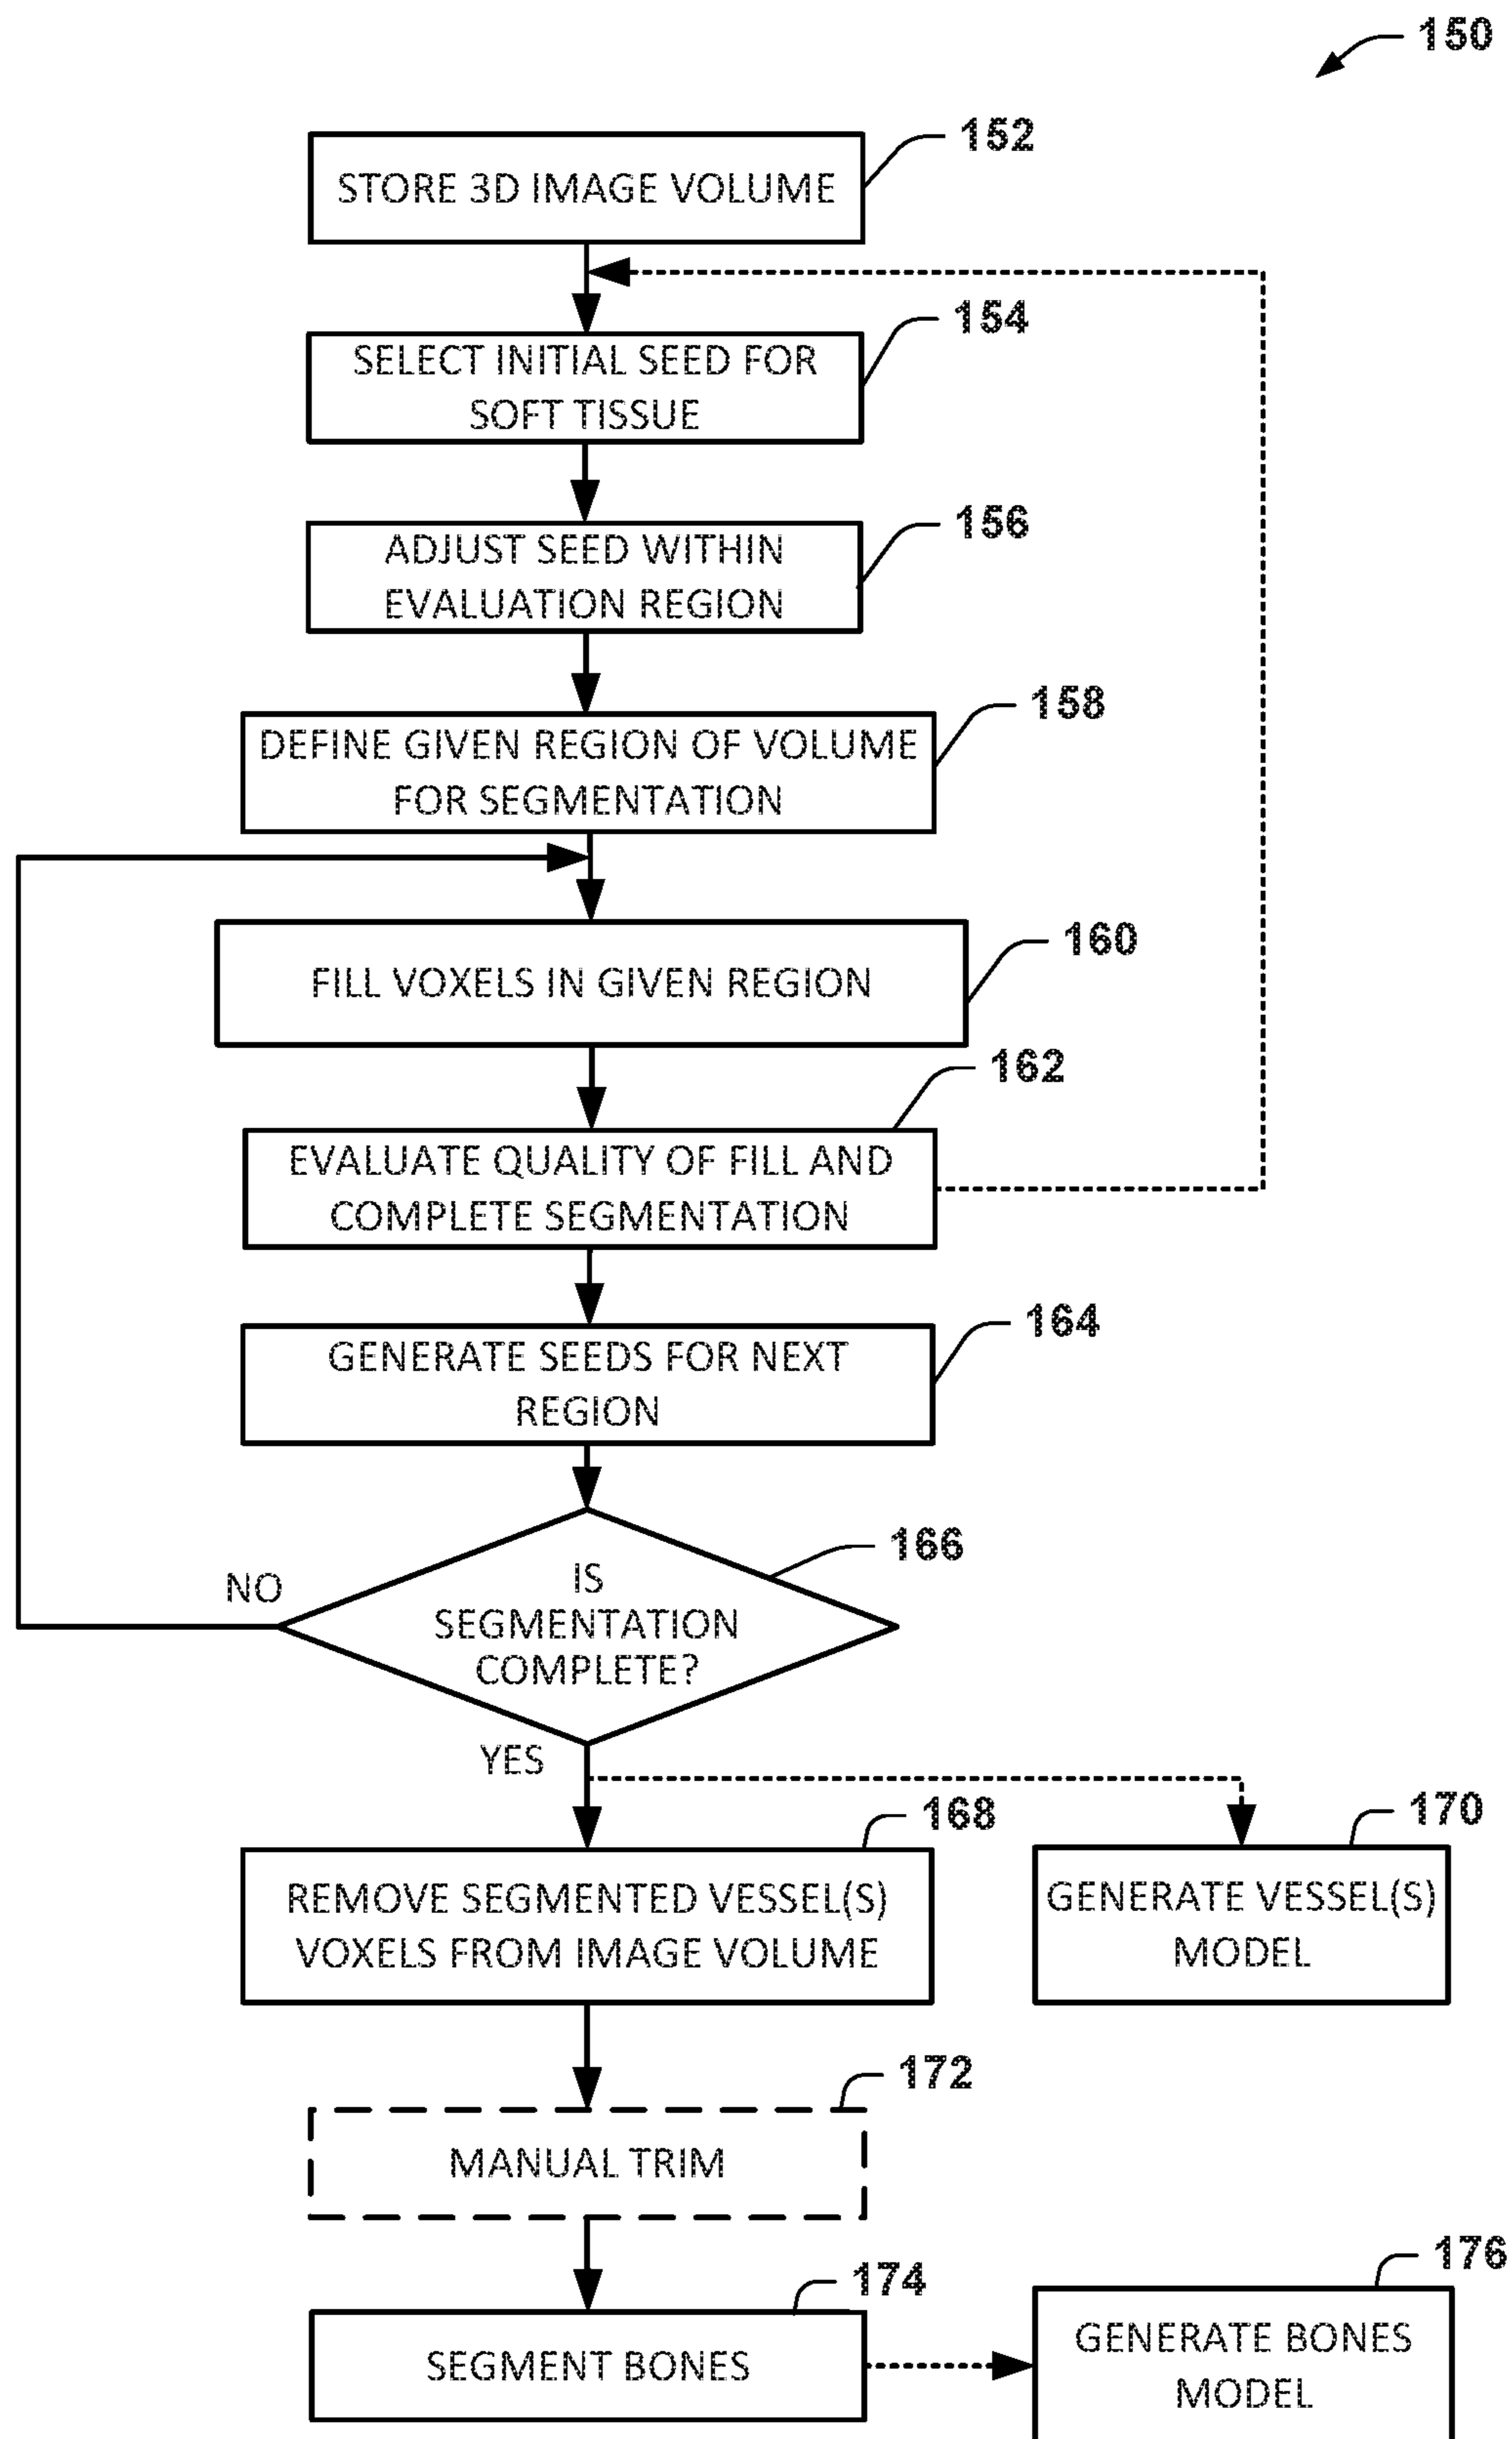 150
152
STORE 3D IMAGE VOLUME
154
SELECT INITIAL SEED FOR
SOFT TISSUE
156
ADJUST SEED WITHIN
EVALUATION REGION
158
DEFINE GIVEN REGION OF VOLUME
FOR SEGMENTATION
160
FILL VOXELS IN GIVEN REGION
162
EVALUATE QUALITY OF FILL AND
COMPLETE SEGMENTATION
164
GENERATE SEEDS FOR NEXT
REGION
166
NO
IS
SEGMENTATION
COMPLETE?
YES
168
REMOVE SEGMENTED VESSEL(S)
VOXELS FROM IMAGE VOLUME
170
GENERATE VESSEL(S)
MODEL
172
MANUAL TRIM
174
SEGMENT BONES
176
GENERATE BONES
MODEL